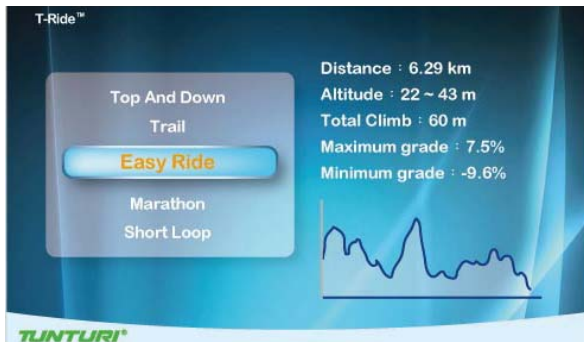 T-Ride™
Top And Down
Trail
Easy Ride
Marathon
Short Loop
Distance : 6.29 km
Altitude : 22 ~ 43 m
Total Climb : 60 m
Maximum grade : 7.5%
Minimum grade : -9.6%
TUNTURI®